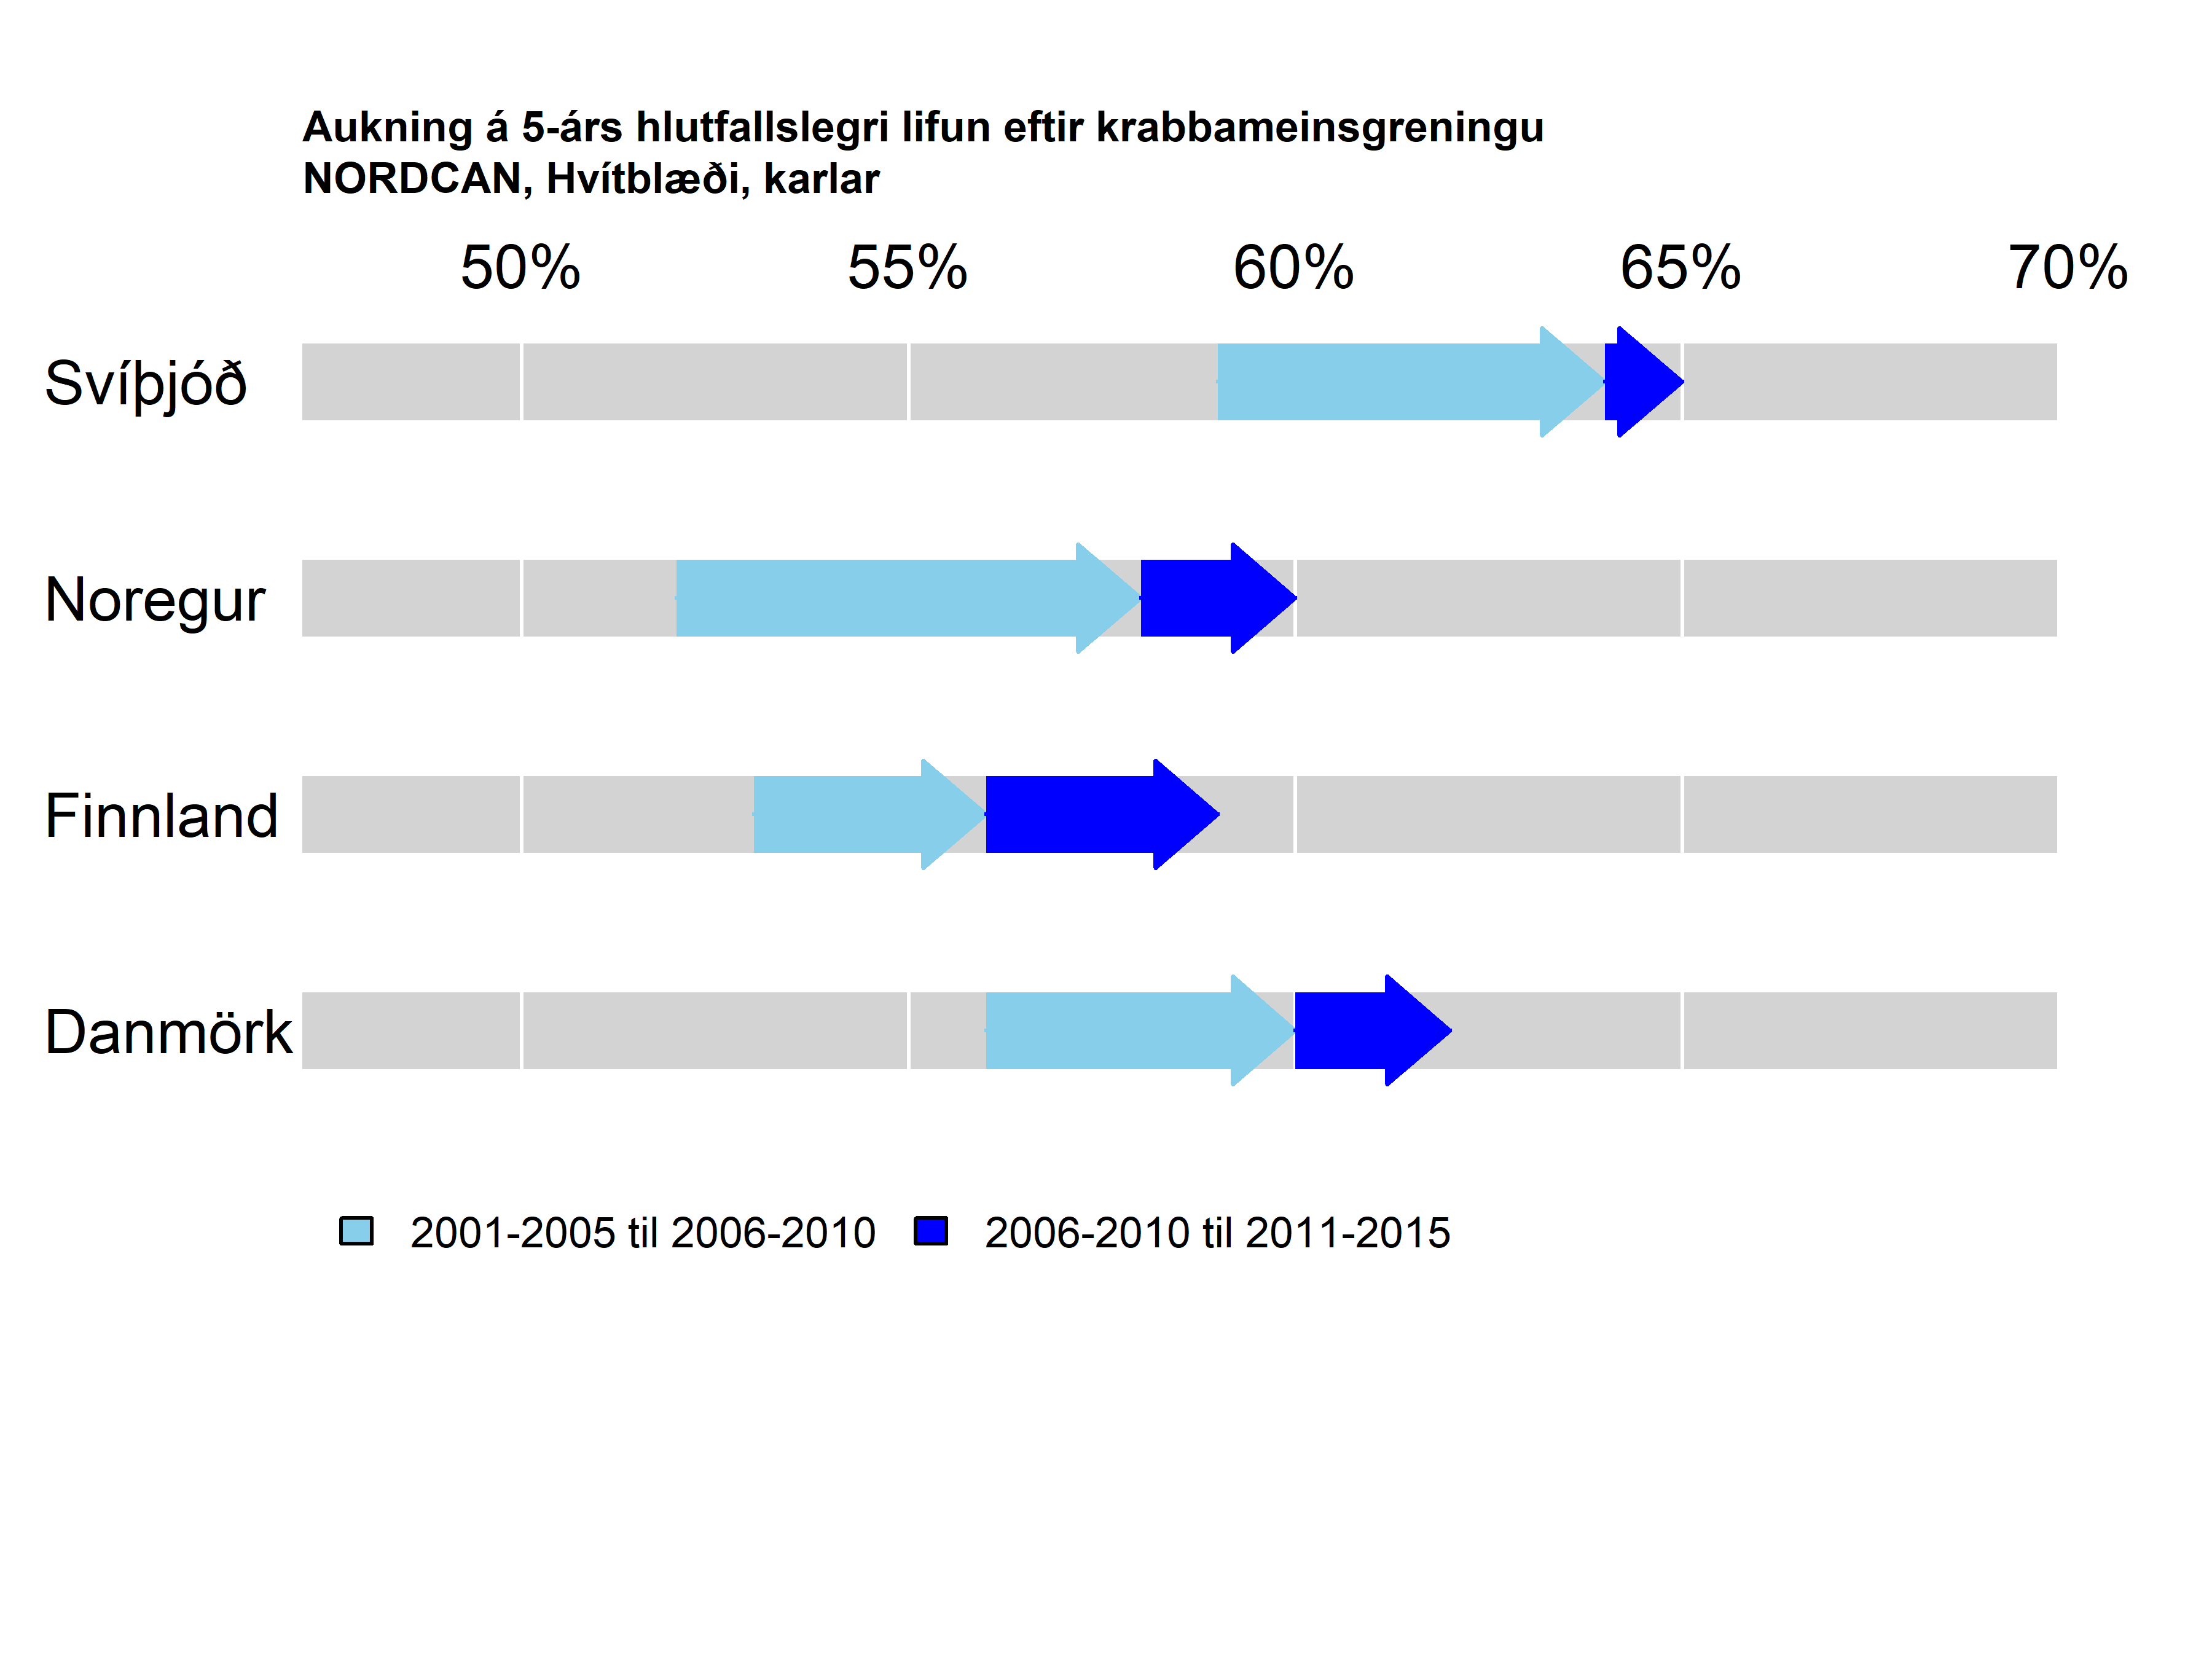 Aukning á 5-árs hlutfallslegri lifun eftir krabbameinsgreningu
NORDCAN, Hvítblæði, karlar
50% 55% 60% 65% 70%
Svíþjóð
Noregur
Finnland
Danmörk
2001-2005 til 2006-2010 2006-2010 til 2011-2015